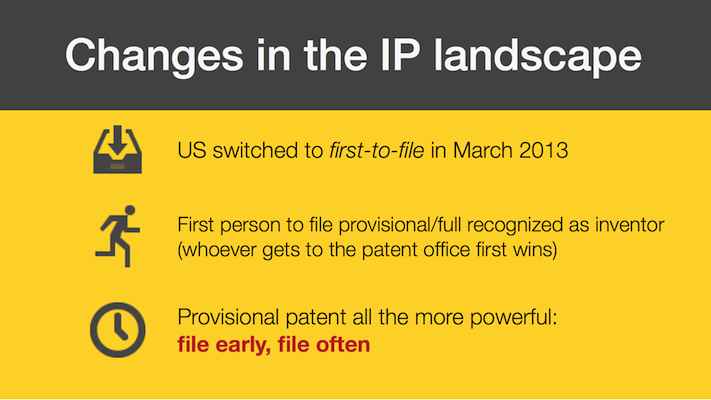 Changes in the IP landscape
US switched to first-to-file in March 2013
First person to file provisional/full recognized as inventor
(whoever gets to the patent office first wins)
Provisional patent all the more powerful:
file early, file often